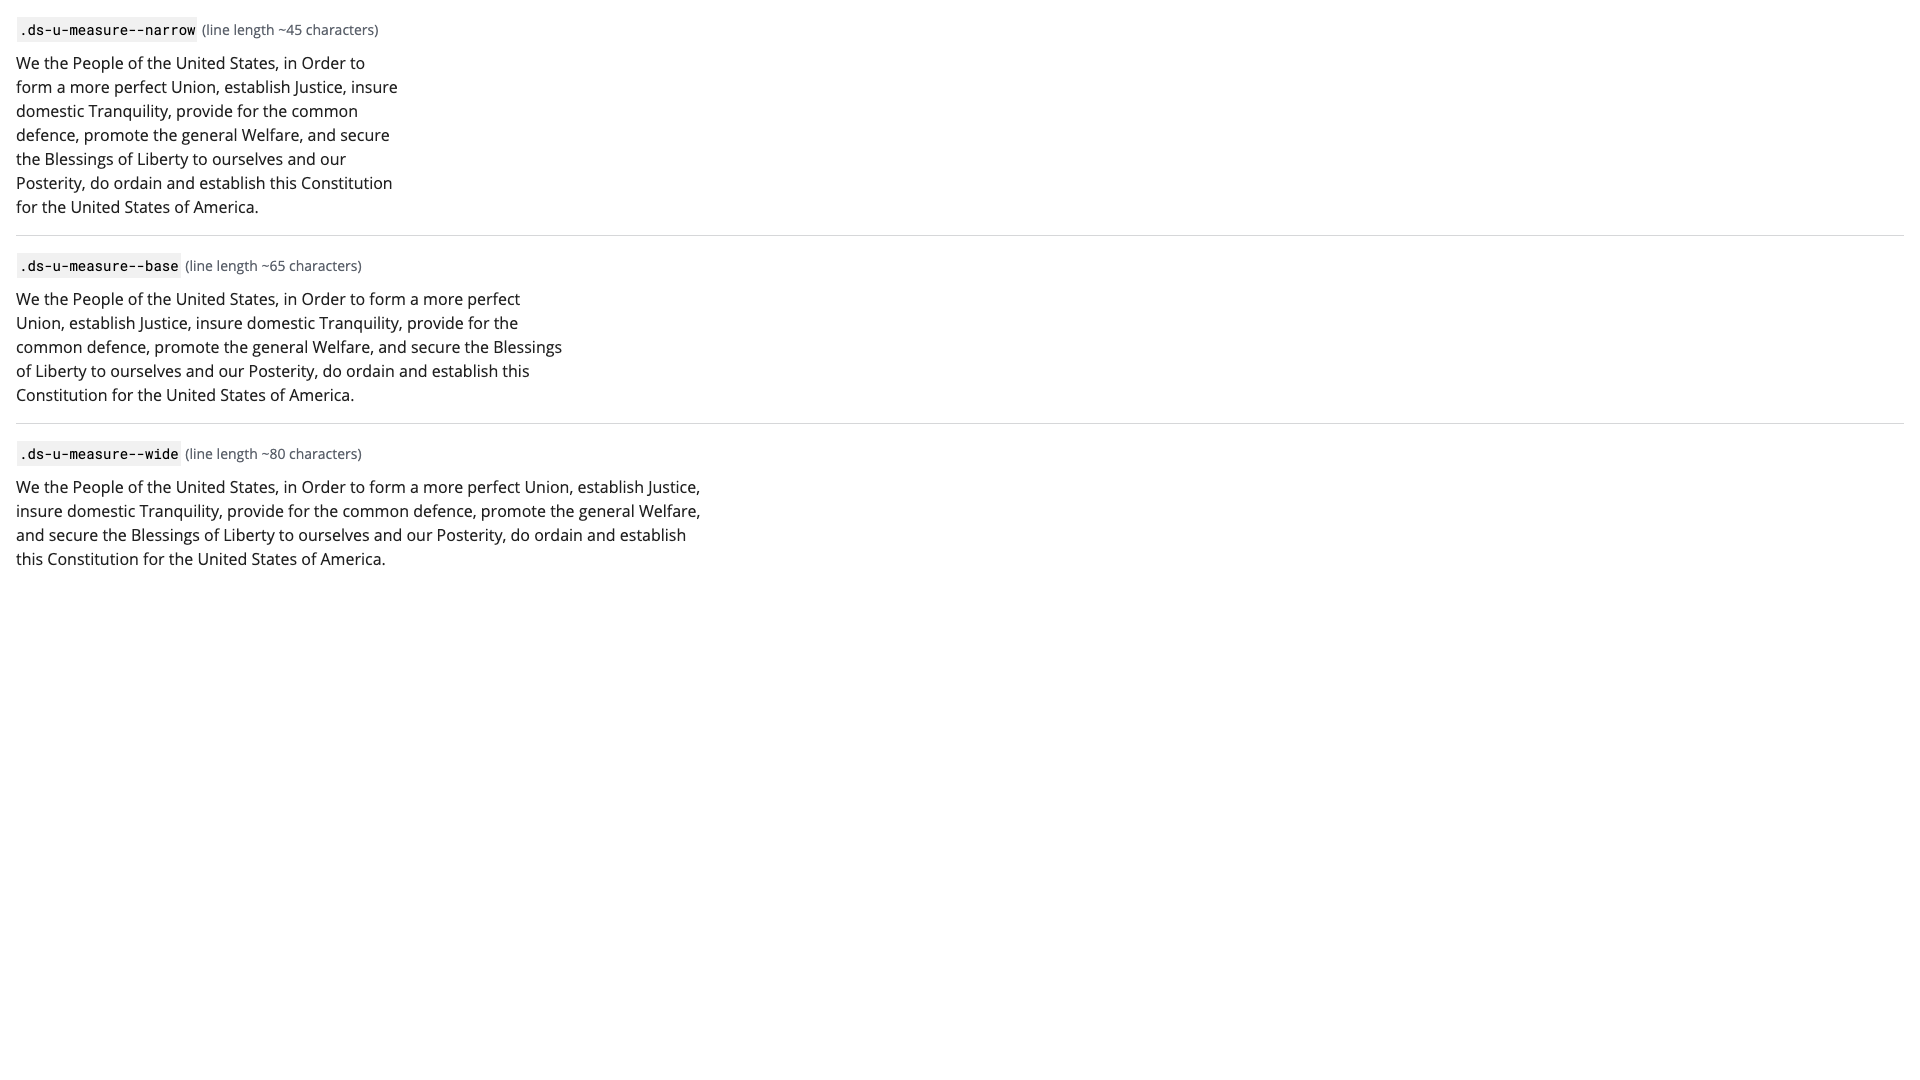 .ds-u-measure--narrow (line length ~45 characters)
We the People of the United States, in Order to
form a more perfect Union, establish Justice, insure
domestic Tranquility, provide for the common
defence, promote the general Welfare, and secure
the Blessings of Liberty to ourselves and our
Posterity, do ordain and establish this Constitution
for the United States of America.
.ds-u-measure--base (line length ~65 characters)
We the People of the United States, in Order to form a more perfect
Union, establish Justice, insure domestic Tranquility, provide for the
common defence, promote the general Welfare, and secure the Blessings
of Liberty to ourselves and our Posterity, do ordain and establish this
Constitution for the United States of America.
.ds-u-measure--wide (line length ~80 characters)
We the People of the United States, in Order to form a more perfect Union, establish Justice,
insure domestic Tranquility, provide for the common defence, promote the general Welfare,
and secure the Blessings of Liberty to ourselves and our Posterity, do ordain and establish
this Constitution for the United States of America.